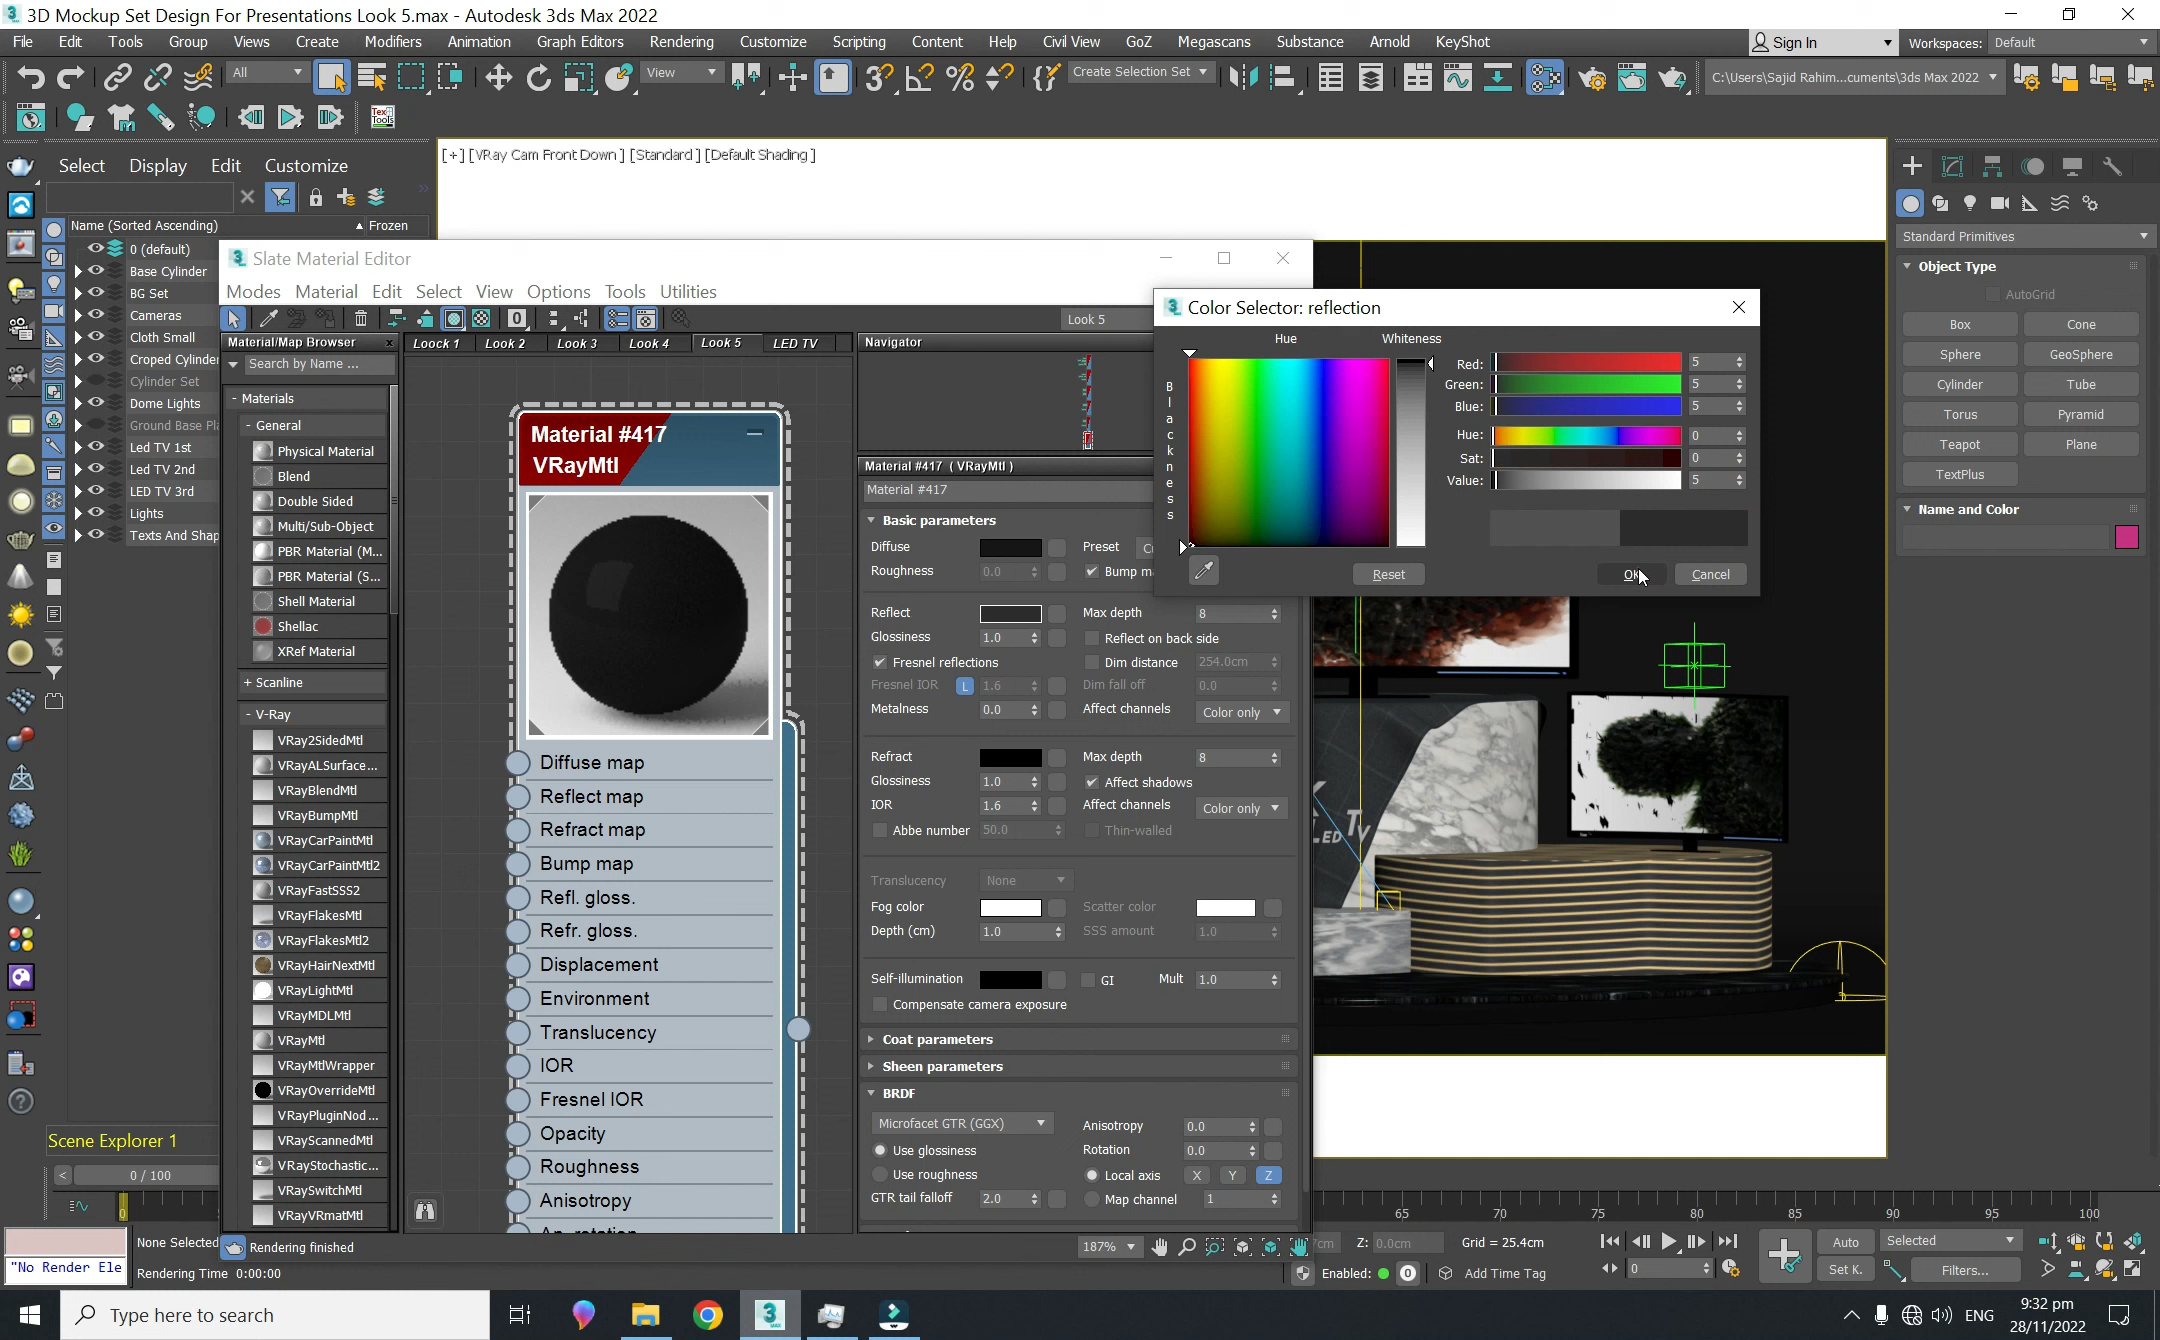 3D Mockup Set Design For Presentations Look 5.max - Autodesk 3ds Max 2022
File Edit Tools Group Views Create Modifiers Animation Graph Editors Rendering Customize Scripting Content Help Civil View GoZ Megascans Substance Arnold KeyShot
Sign In Workspaces: Default
All View Create Selection Set C:\Users\Sajid Rahim...cuments\3ds Max 2022
Select Display Edit Customize
[+] [VRay Cam Front Down] [Standard] [Default Shading]
Name (Sorted Ascending) Frozen
0 (default)
Base Cylinder
BG Set
Cameras
Cloth Small
Croped Cylinde
Cylinder Set
Dome Lights
Ground Base Pl
Led TV 1st
Led TV 2nd
LED TV 3rd
Lights
Texts And Shap
Scene Explorer 1
0 / 100
Slate Material Editor
Modes Material Edit Select View Options Tools Utilities
Look 5
Material/Map Browser
Search by Name ...
- Materials
- General
Physical Material
Blend
Double Sided
Multi/Sub-Object
PBR Material (M...
PBR Material (S...
Shell Material
Shellac
XRef Material
+ Scanline
- V-Ray
VRay2SidedMtl
VRayALSurface...
VRayBlendMtl
VRayBumpMtl
VRayCarPaintMtl
VRayCarPaintMtl2
VRayFastSSS2
VRayFlakesMtl
VRayFlakesMtl2
VRayHairNextMtl
VRayLightMtl
VRayMDLMtl
VRayMtl
VRayMtlWrapper
VRayOverrideMtl
VRayPluginNod...
VRayScannedMtl
VRayStochastic...
VRaySwitchMtl
VRayVRmatMtl
Loock 1 Look 2 Look 3 Look 4 Look 5 LED TV
Material #417
VRayMtl
Diffuse map
Reflect map
Refract map
Bump map
Refl. gloss.
Refr. gloss.
Displacement
Environment
Translucency
IOR
Fresnel IOR
Opacity
Roughness
Anisotropy
An. rotation
Navigator
Material #417 ( VRayMtl )
Material #417
Basic parameters
Diffuse Preset
Roughness 0.0 Bump m
Reflect Max depth 8
Glossiness 1.0 Reflect on back side
Fresnel reflections Dim distance 254.0cm
Fresnel IOR L 1.6 Dim fall off 0.0
Metalness 0.0 Affect channels Color only
Refract Max depth 8
Glossiness 1.0 Affect shadows
IOR 1.6 Affect channels Color only
Abbe number 50.0 Thin-walled
Translucency None
Fog color Scatter color
Depth (cm) 1.0 SSS amount 1.0
Self-illumination GI Mult 1.0
Compensate camera exposure
Coat parameters
Sheen parameters
BRDF
Microfacet GTR (GGX) Anisotropy 0.0
Use glossiness Rotation 0.0
Use roughness Local axis X Y Z
GTR tail falloff 2.0 Map channel 1
Color Selector: reflection
Hue Whiteness
Blackness
Red: 5
Green: 5
Blue: 5
Hue: 0
Sat: 0
Value: 5
Reset OK Cancel
LED TV
Standard Primitives
Object Type
AutoGrid
Box Cone
Sphere GeoSphere
Cylinder Tube
Torus Pyramid
Teapot Plane
TextPlus
Name and Color
0 65 70 75 80 85 90 95 100
None Selected Rendering finished 187% 7cm Z: 0.0cm Grid = 25.4cm Auto Selected
"No Render Ele Rendering Time 0:00:00 Enabled: 0 Add Time Tag 0 Set K. Filters...
Type here to search
ENG
9:32 pm
28/11/2022